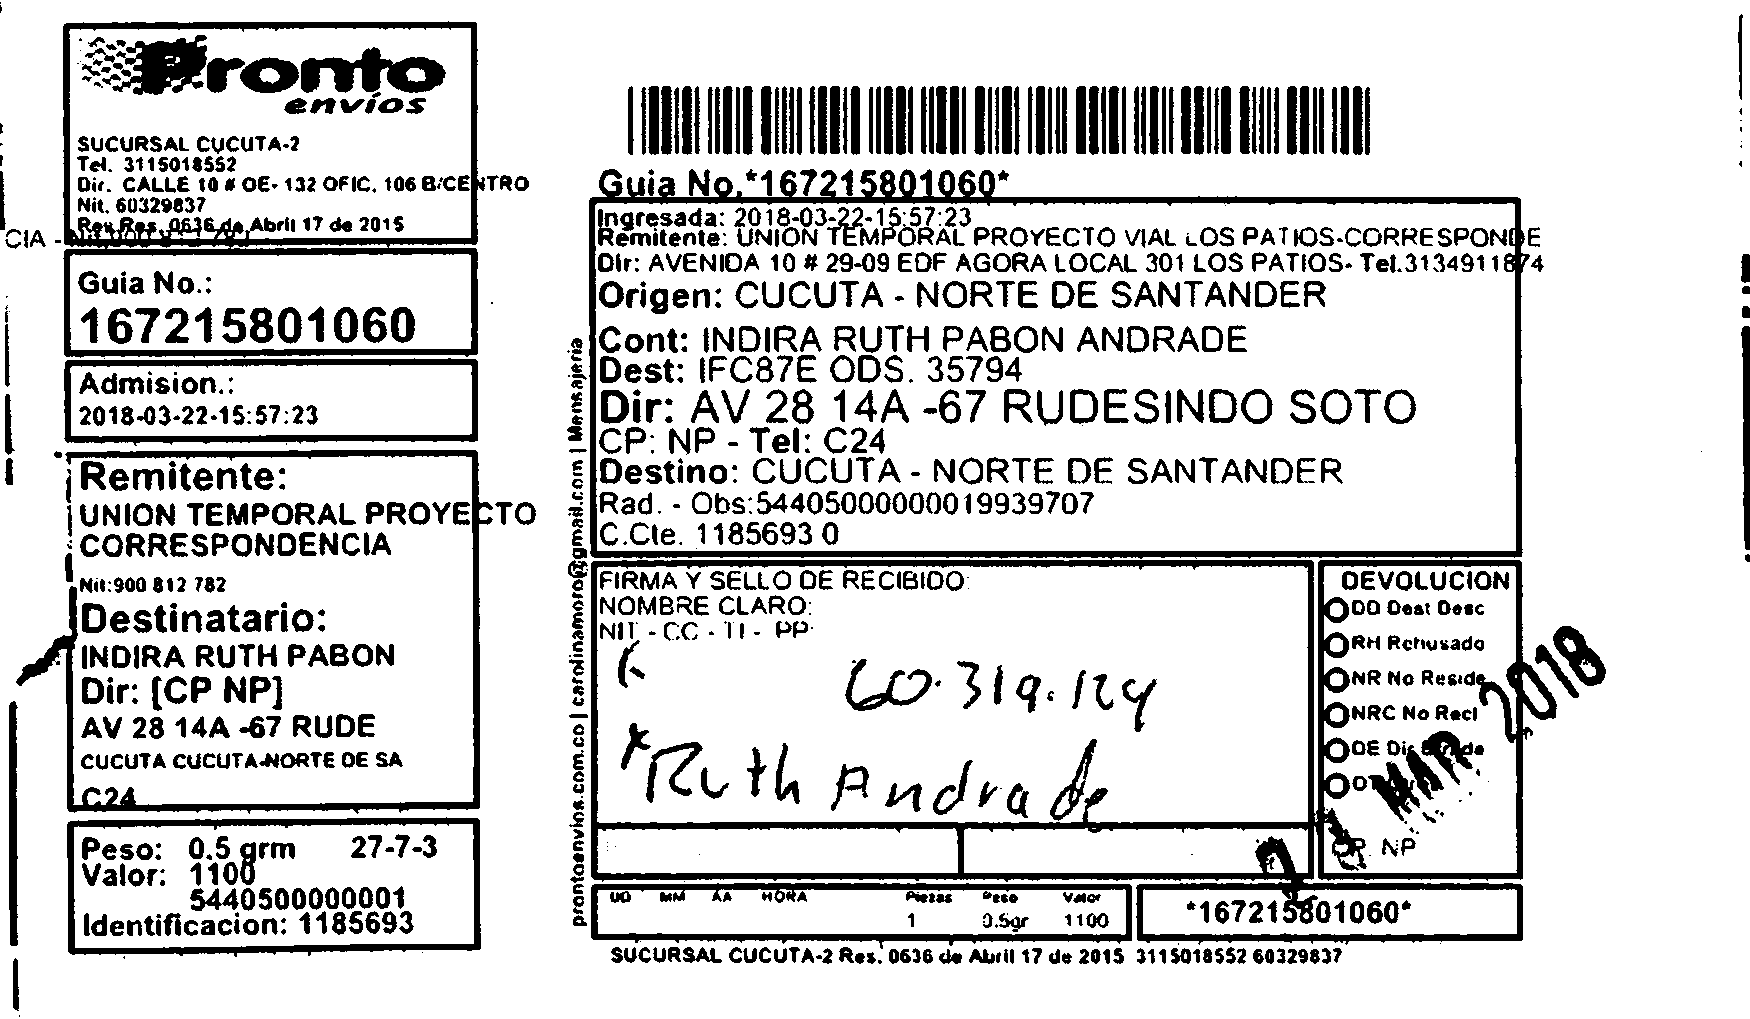 Pronto
envíos
SUCURSAL CUCUTA-2
Tel. 3115018552
Dir. CALLE 10 # OE- 132 OFIC. 106 B/CENTRO
Nit. 60329837
Rev Res. 0636 de Abril 17 de 2015
CIA -
Guia No.:
167215801060
Admision.:
2018-03-22-15:57:23
Remitente:
UNION TEMPORAL PROYECTO
CORRESPONDENCIA
Nit:900 812 782
Destinatario:
INDIRA RUTH PABON
Dir: [CP NP]
AV 28 14A -67 RUDE
CUCUTA CUCUTA-NORTE DE SA
C24
Peso: 0.5 grm 27-7-3
Valor: 1100
5440500000001
Identificacion: 1185693
prontoenvios.com.co | carolinamoro@gmail.com | Mensajeria
Guia No.*167215801060*
Ingresada: 2018-03-22-15:57:23
Remitente: UNION TEMPORAL PROYECTO VIAL LOS PATIOS-CORRESPONDE
Dir: AVENIDA 10 # 29-09 EDF AGORA LOCAL 301 LOS PATIOS- Tel.3134911874
Origen: CUCUTA - NORTE DE SANTANDER
Cont: INDIRA RUTH PABON ANDRADE
Dest: IFC87E ODS. 35794
Dir: AV 28 14A -67 RUDESINDO SOTO
CP: NP - Tel: C24
Destino: CUCUTA - NORTE DE SANTANDER
Rad. - Obs:544050000000019939707
C.Cte. 1185693 0
FIRMA Y SELLO DE RECIBIDO:
NOMBRE CLARO:
NIT - CC - TI - PP:
60.319.124
Ruth Andrade
DEVOLUCION
DD Dest Desc
RH Rehusado
NR No Reside
NRC No Recl
DE Dir
MAR 2018
NP
DD MM AA HORA Piezas Peso Valor
1 0.5gr 1100
*167215801060*
SUCURSAL CUCUTA-2 Res. 0636 de Abril 17 de 2015 3115018552 60329837